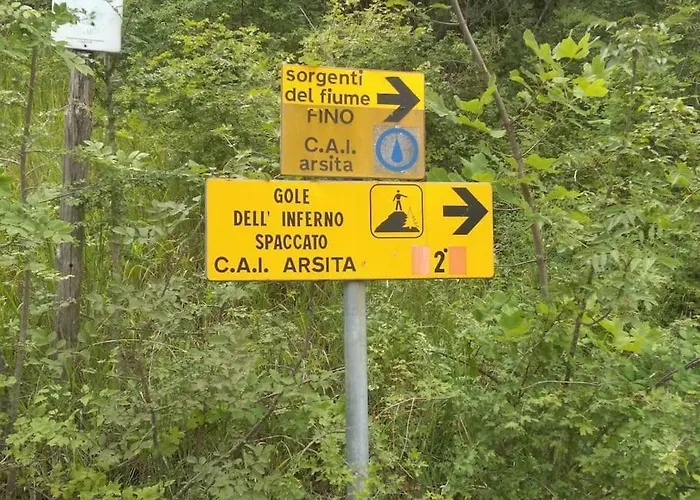 sorgenti
del fiume
FINO
C.A.I.
arsita
GOLE
DELL' INFERNO
SPACCATO
C.A.I. ARSITA
2°